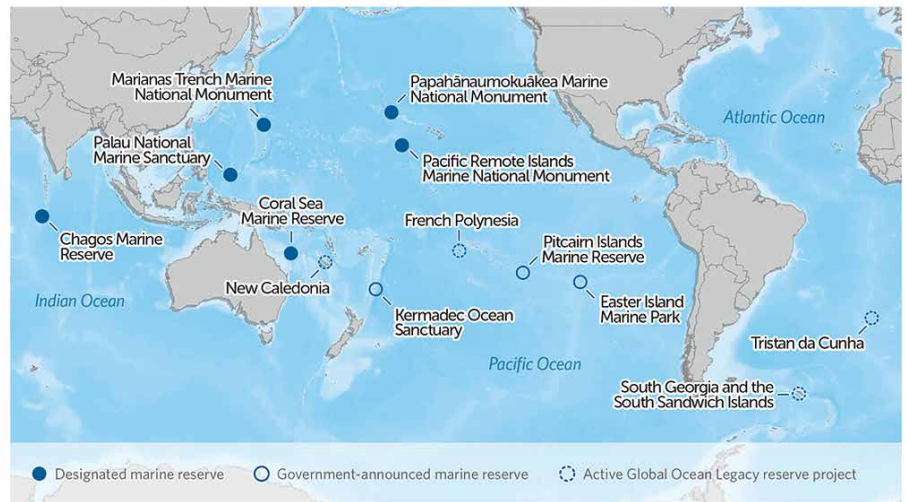 Marianas Trench Marine
National Monument
Papahânaumokuâkea Marine
National Monument
Atlantic Ocean
Palau National
Marine Sanctuary
Pacific Remote Islands
Marine National Monument
Coral Sea
Marine Reserve
French Polynesia
Chagos Marine
Reserve
Pitcairn Islands
Marine Reserve
New Caledonia
Indian Ocean
Easter Island
Marine Park
Kermadec Ocean
Sanctuary
Tristan da Cunha
Pacific Ocean
South Georgia and the
South Sandwich Islands
Designated marine reserve
Government-announced marine reserve
Active Global Ocean Legacy reserve project